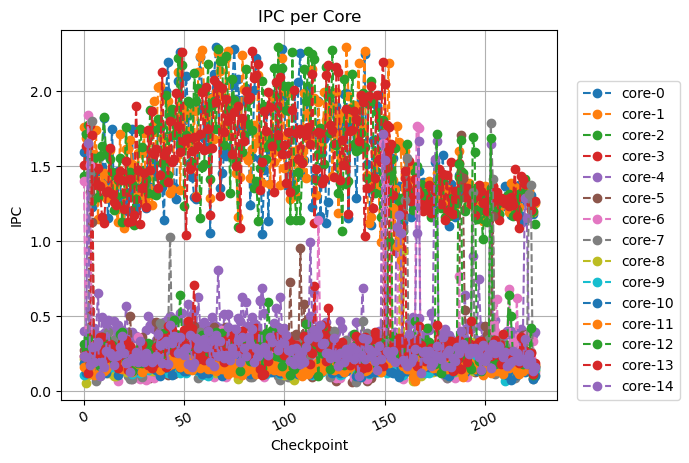 IPC per Core
IPC
2.0
1.5
1.0
0.5
0.0
0
50
100
150
200
Checkpoint
core-0
core-1
core-2
core-3
core-4
core-5
core-6
core-7
core-8
core-9
core-10
core-11
core-12
core-13
core-14